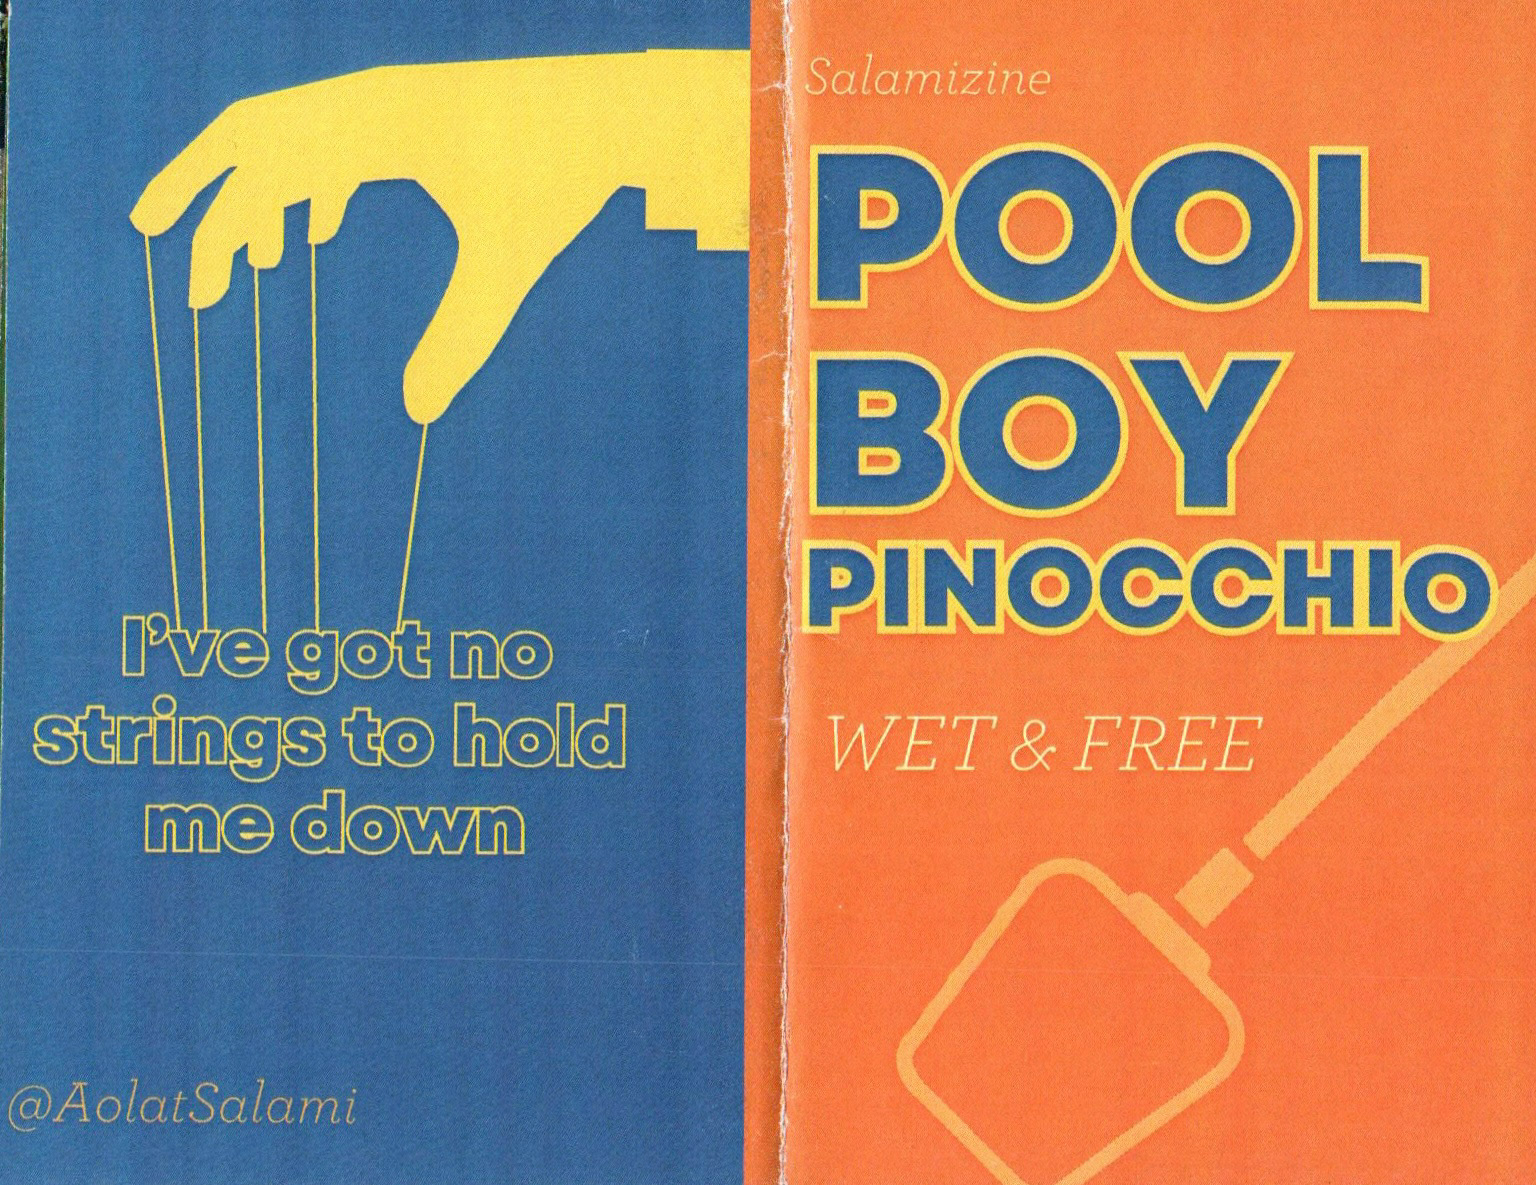 I've got no
strings to hold
me down
@AolatSalami
Salamizine
POOL
BOY
PINOCCHIO
WET & FREE